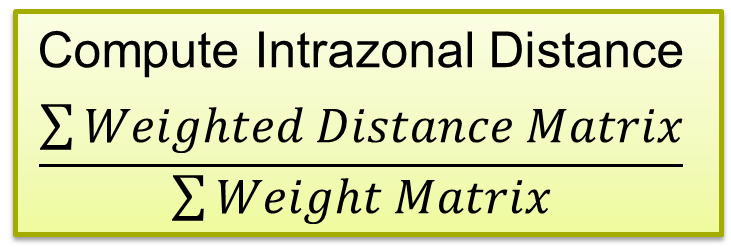 Compute Intrazonal Distance
∑ Weighted Distance Matrix
∑ Weight Matrix